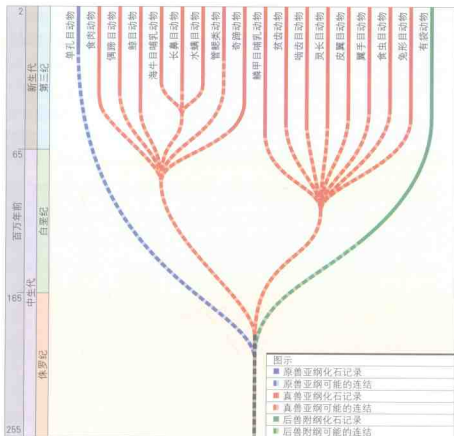 2
65
165
255
百万年前
新生代
中生代
第三纪
白垩纪
侏罗纪
单孔目动物
食肉目动物
偶蹄目动物
鲸目动物
海牛目哺乳动物
长鼻目动物
水蹟目动物
管齿类动物
奇蹄动物
鳞甲目哺乳动物
贫齿动物
啮齿目动物
灵长目动物
皮翼目动物
翼手目动物
食虫目动物
兔形目动物
有袋动物
图示
原兽亚纲化石记录
原兽亚纲可能的连结
真兽亚纲化石记录
真兽亚纲可能的连结
后兽附纲化石记录
后兽附纲可能的连结